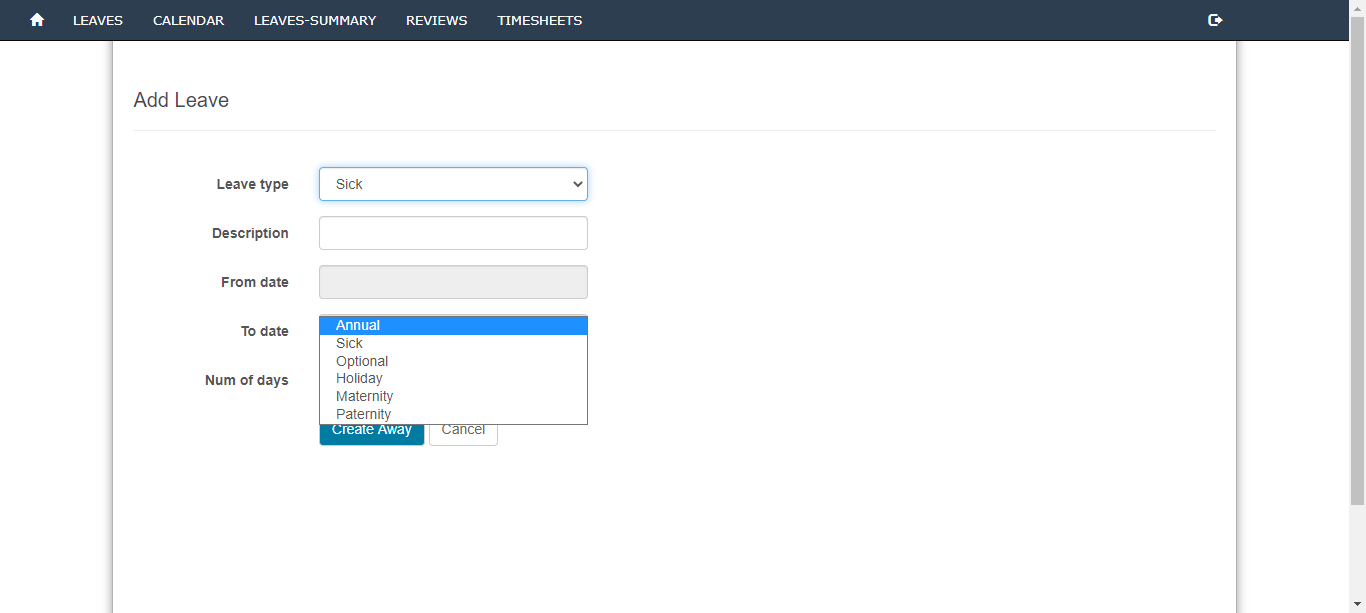 LEAVES CALENDAR LEAVES-SUMMARY REVIEWS TIMESHEETS
Add Leave
Leave type Sick
Description
From date
To date
Annual
Sick
Optional
Holiday
Num of days
Maternity
Paternity
Create Away Cancel